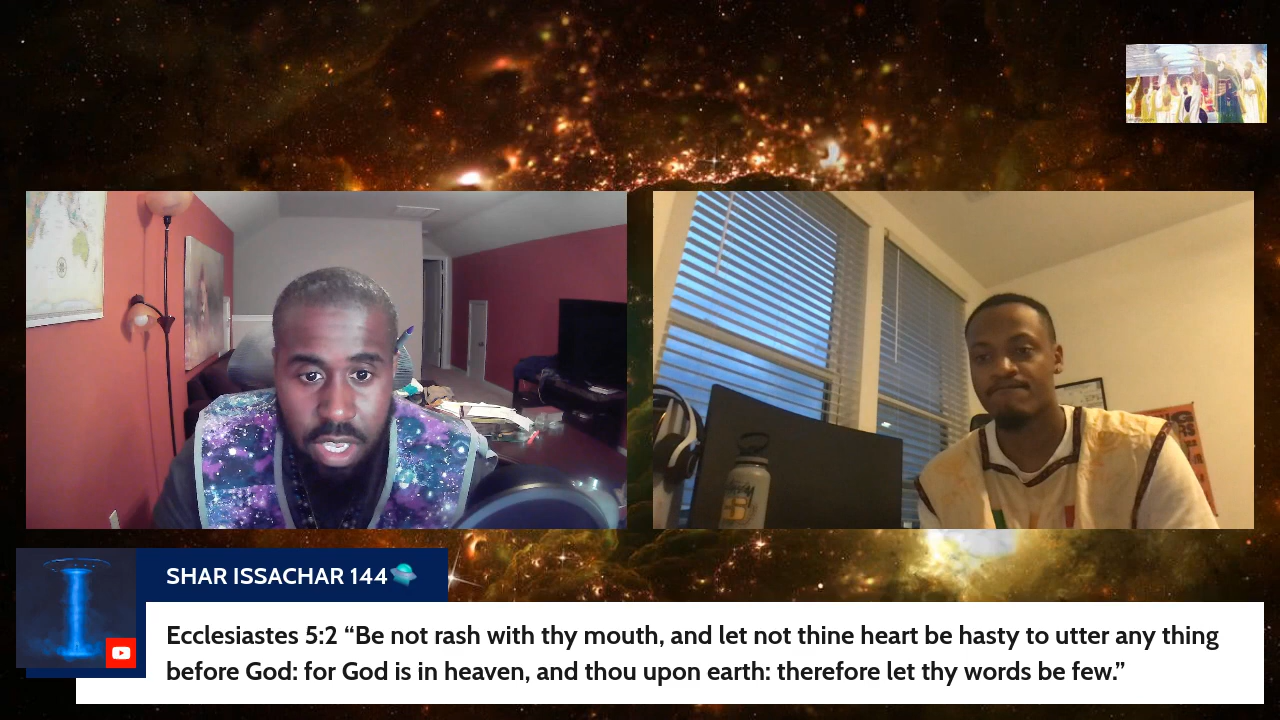 SHAR ISSACHAR 144🛸
Ecclesiastes 5:2 “Be not rash with thy mouth, and let not thine heart be hasty to utter any thing
before God: for God is in heaven, and thou upon earth: therefore let thy words be few.”